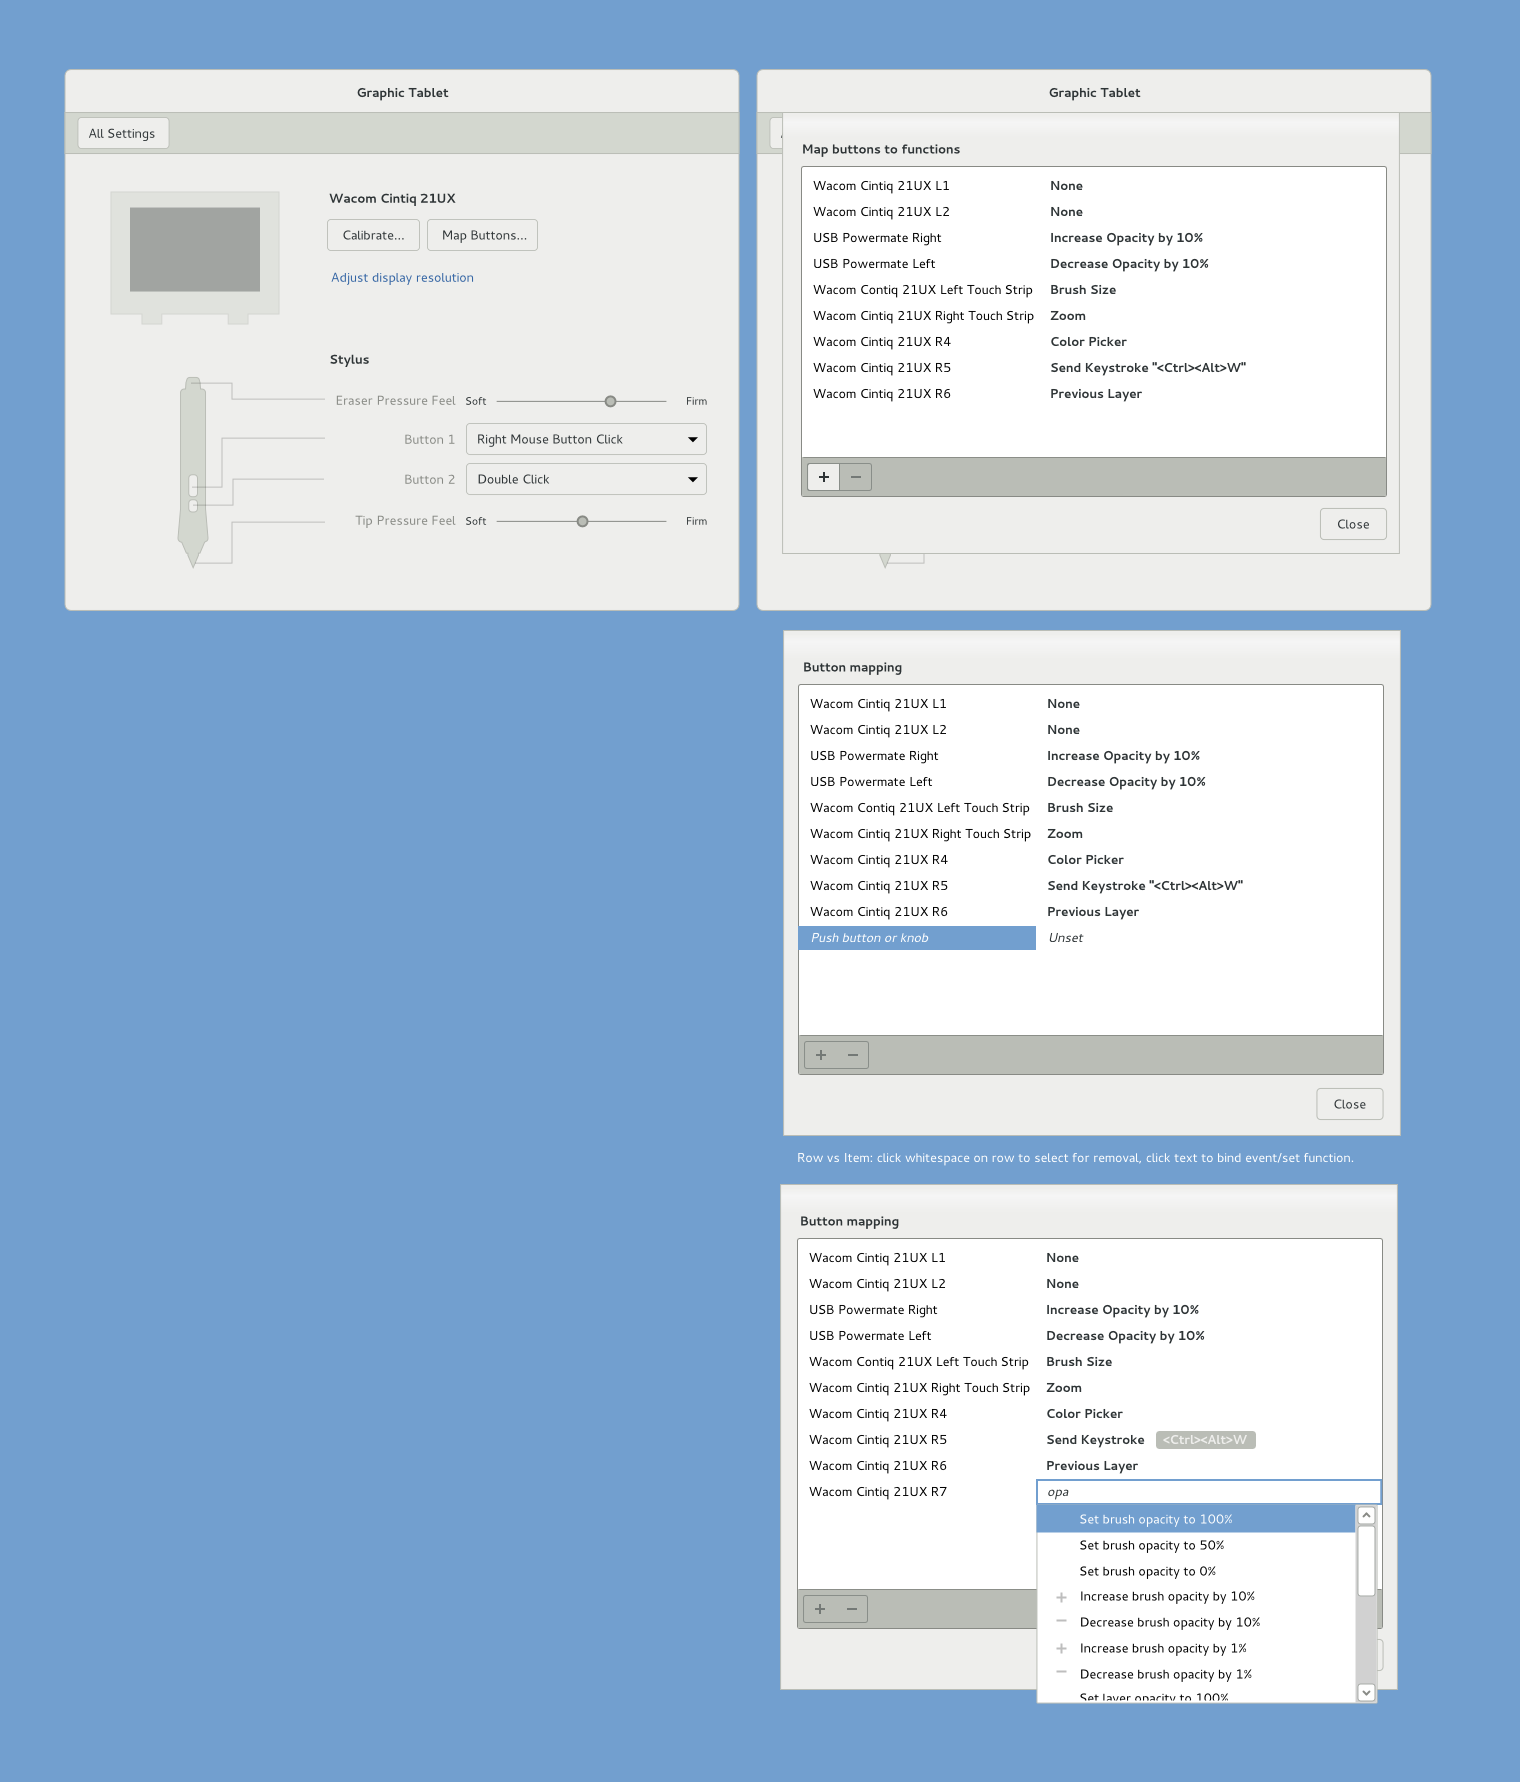 Graphic Tablet
All Settings
Wacom Cintiq 21UX
Calibrate...
Map Buttons...
Adjust display resolution
Stylus
Eraser Pressure Feel Soft Firm
Button 1 Right Mouse Button Click
Button 2 Double Click
Tip Pressure Feel Soft Firm
Graphic Tablet
Map buttons to functions
Wacom Cintiq 21UX L1 None
Wacom Cintiq 21UX L2 None
USB Powermate Right Increase Opacity by 10%
USB Powermate Left Decrease Opacity by 10%
Wacom Contiq 21UX Left Touch Strip Brush Size
Wacom Cintiq 21UX Right Touch Strip Zoom
Wacom Cintiq 21UX R4 Color Picker
Wacom Cintiq 21UX R5 Send Keystroke "<Ctrl><Alt>W"
Wacom Cintiq 21UX R6 Previous Layer
+ −
Close
Button mapping
Wacom Cintiq 21UX L1 None
Wacom Cintiq 21UX L2 None
USB Powermate Right Increase Opacity by 10%
USB Powermate Left Decrease Opacity by 10%
Wacom Contiq 21UX Left Touch Strip Brush Size
Wacom Cintiq 21UX Right Touch Strip Zoom
Wacom Cintiq 21UX R4 Color Picker
Wacom Cintiq 21UX R5 Send Keystroke "<Ctrl><Alt>W"
Wacom Cintiq 21UX R6 Previous Layer
Push button or knob Unset
+ −
Close
Row vs Item: click whitespace on row to select for removal, click text to bind event/set function.
Button mapping
Wacom Cintiq 21UX L1 None
Wacom Cintiq 21UX L2 None
USB Powermate Right Increase Opacity by 10%
USB Powermate Left Decrease Opacity by 10%
Wacom Contiq 21UX Left Touch Strip Brush Size
Wacom Cintiq 21UX Right Touch Strip Zoom
Wacom Cintiq 21UX R4 Color Picker
Wacom Cintiq 21UX R5 Send Keystroke <Ctrl><Alt>W
Wacom Cintiq 21UX R6 Previous Layer
Wacom Cintiq 21UX R7 opa
Set brush opacity to 100%
Set brush opacity to 50%
Set brush opacity to 0%
+ Increase brush opacity by 10%
− Decrease brush opacity by 10%
+ Increase brush opacity by 1%
− Decrease brush opacity by 1%
Set layer opacity to 100%
+ −